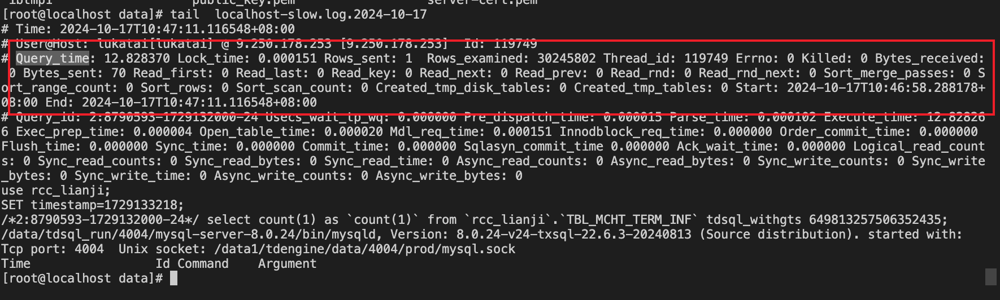 ibtmp1                   public_key.pem                  server-cert.pem
[root@localhost data]# tail  localhost-slow.log.2024-10-17
# Time: 2024-10-17T10:47:11.116548+08:00
# User@Host: lukatai[lukatai] @ 9.250.178.253 [9.250.178.253]  Id: 119749
# Query_time: 12.828370 Lock_time: 0.000151 Rows_sent: 1  Rows_examined: 30245802 Thread_id: 119749 Errno: 0 Killed: 0 Bytes_received:
 0 Bytes_sent: 70 Read_first: 0 Read_last: 0 Read_key: 0 Read_next: 0 Read_prev: 0 Read_rnd: 0 Read_rnd_next: 0 Sort_merge_passes: 0 S
ort_range_count: 0 Sort_rows: 0 Sort_scan_count: 0 Created_tmp_disk_tables: 0 Created_tmp_tables: 0 Start: 2024-10-17T10:46:58.288178+
08:00 End: 2024-10-17T10:47:11.116548+08:00
# Query_id: 2:8790593-1729132000-24 Usecs_wait_tp_wq: 0.000000 Pre_dispatch_time: 0.000015 Parse_time: 0.000102 Execute_time: 12.82826
6 Exec_prep_time: 0.000004 Open_table_time: 0.000020 Mdl_req_time: 0.000151 Innodblock_req_time: 0.000000 Order_commit_time: 0.000000
Flush_time: 0.000000 Sync_time: 0.000000 Commit_time: 0.000000 Sqlasyn_commit_time 0.000000 Ack_wait_time: 0.000000 Logical_read_count
s: 0 Sync_read_counts: 0 Sync_read_bytes: 0 Sync_read_time: 0 Async_read_counts: 0 Async_read_bytes: 0 Sync_write_counts: 0 Sync_write
_bytes: 0 Sync_write_time: 0 Async_write_counts: 0 Async_write_bytes: 0
use rcc_lianji;
SET timestamp=1729133218;
/*2:8790593-1729132000-24*/ select count(1) as `count(1)` from `rcc_lianji`.`TBL_MCHT_TERM_INF` tdsql_withgts 649813257506352435;
/data/tdsql_run/4004/mysql-server-8.0.24/bin/mysqld, Version: 8.0.24-v24-txsql-22.6.3-20240813 (Source distribution). started with:
Tcp port: 4004  Unix socket: /data1/tdengine/data/4004/prod/mysql.sock
Time                 Id Command    Argument
[root@localhost data]#